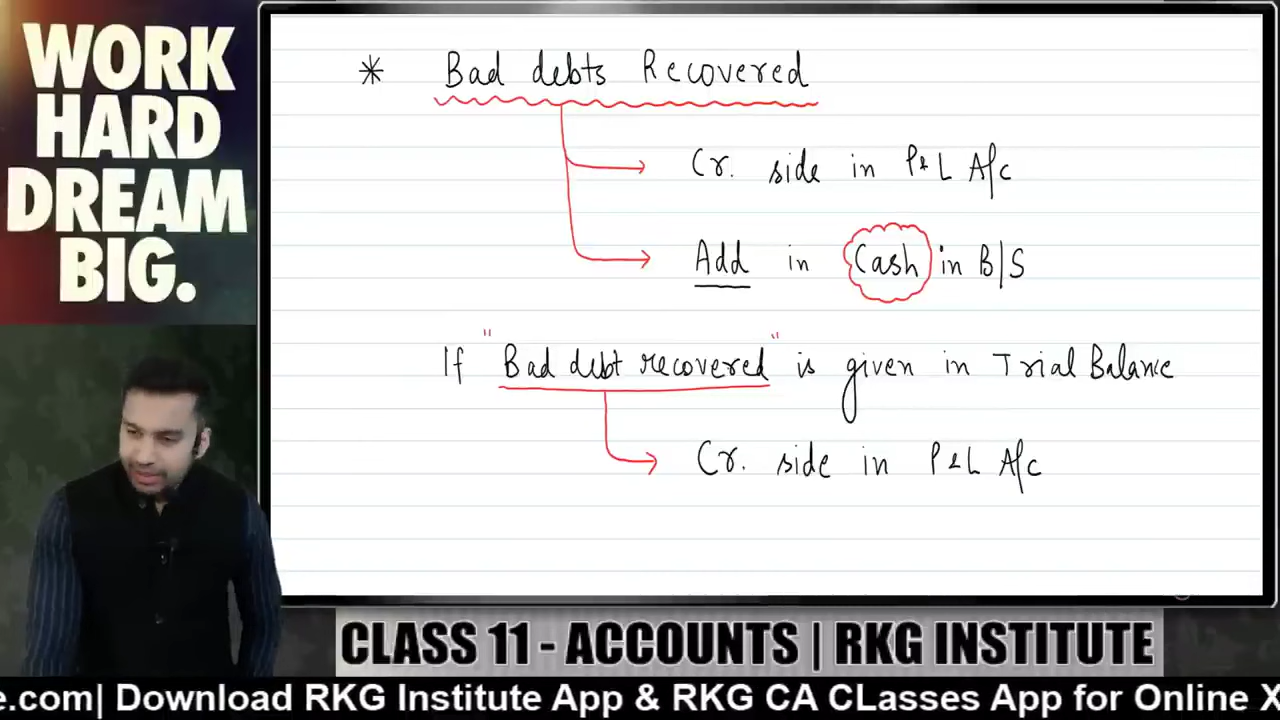 WORK
HARD
DREAM
BIG.
* Bad debts Recovered
Cr. side in P&L A/c
Add in Cash in B/S
If "Bad debt recovered" is given in Trial Balance
Cr. side in P&L A/c
CLASS 11 - ACCOUNTS | RKG INSTITUTE
e.com| Download RKG Institute App & RKG CA CLasses App for Online X